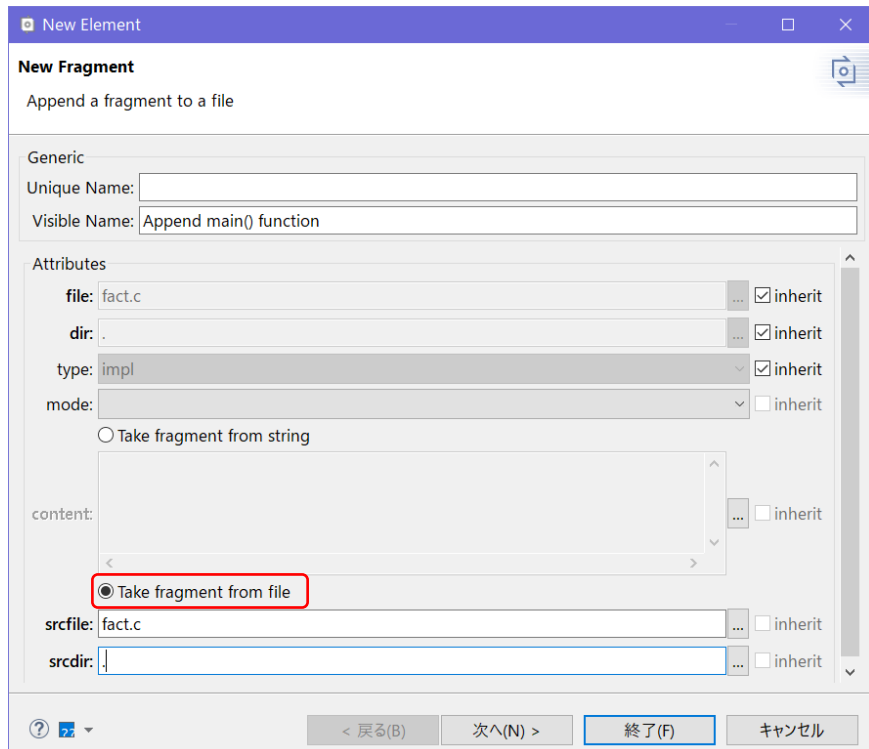 New Element
New Fragment
Append a fragment to a file
Generic
Unique Name:
Visible Name: Append main() function
Attributes
file: fact.c ... inherit
dir: . ... inherit
type: impl inherit
mode: inherit
Take fragment from string
content: ... inherit
Take fragment from file
srcfile: fact.c ... inherit
srcdir: . ... inherit
< 戻る(B) 次へ(N) > 終了(F) キャンセル